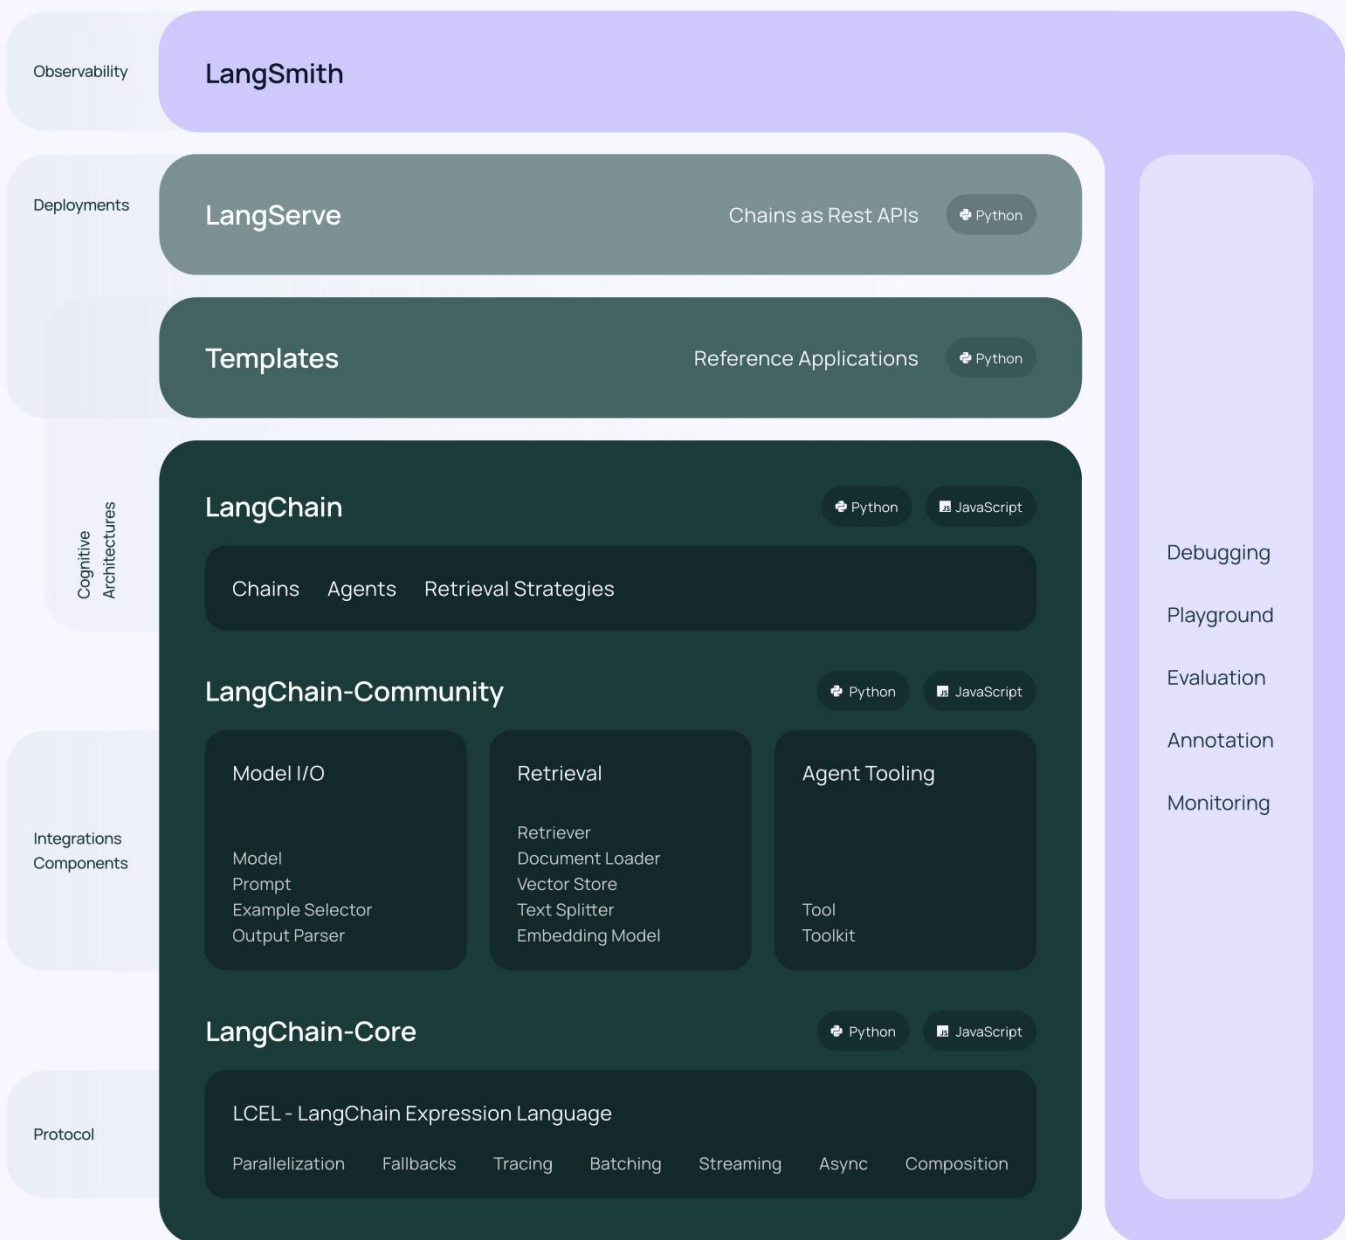 Observability
LangSmith
Deployments
LangServe
Chains as Rest APIs
Python
Templates
Reference Applications
Python
Cognitive
Architectures
LangChain
Python
JavaScript
Chains Agents Retrieval Strategies
LangChain-Community
Python
JavaScript
Integrations
Components
Model I/O
Model
Prompt
Example Selector
Output Parser
Retrieval
Retriever
Document Loader
Vector Store
Text Splitter
Embedding Model
Agent Tooling
Tool
Toolkit
LangChain-Core
Python
JavaScript
Protocol
LCEL - LangChain Expression Language
Parallelization Fallbacks Tracing Batching Streaming Async Composition
Debugging
Playground
Evaluation
Annotation
Monitoring